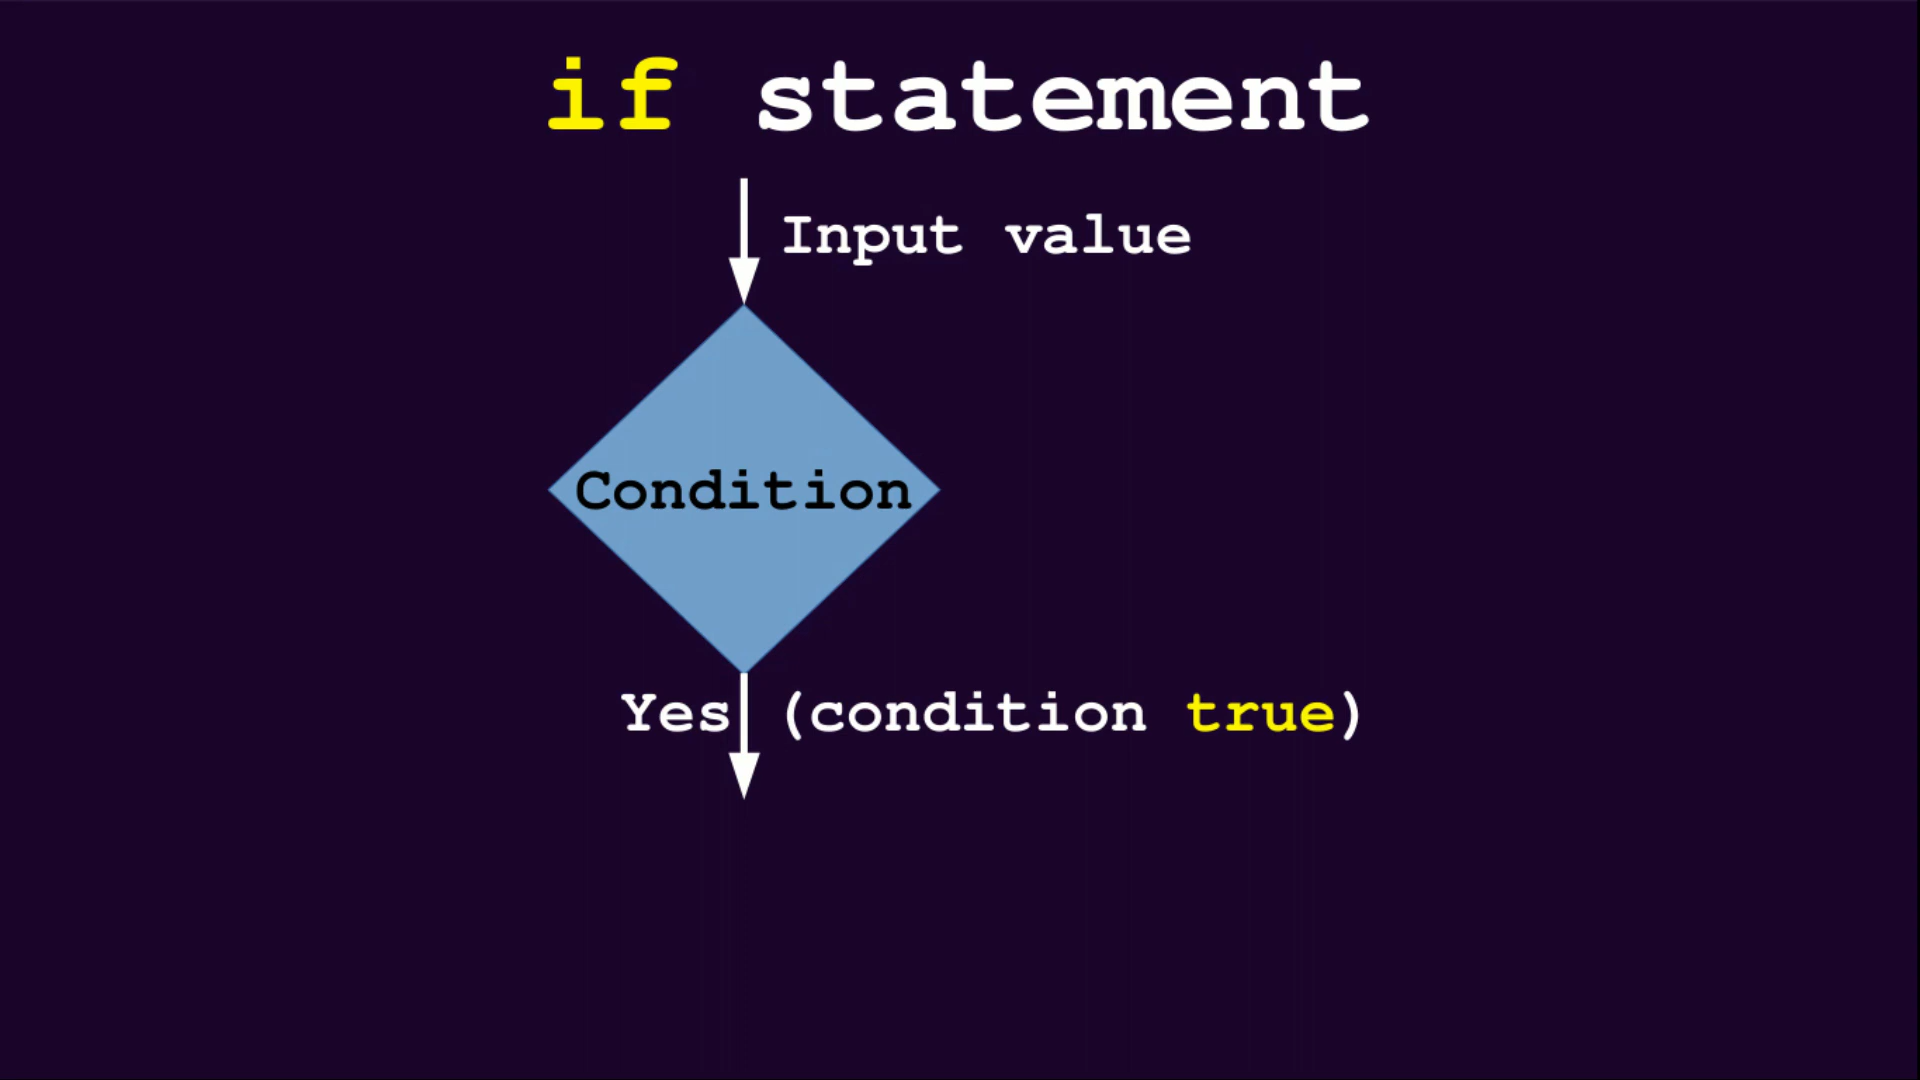 if statement
Input value
Condition
Yes (condition true)